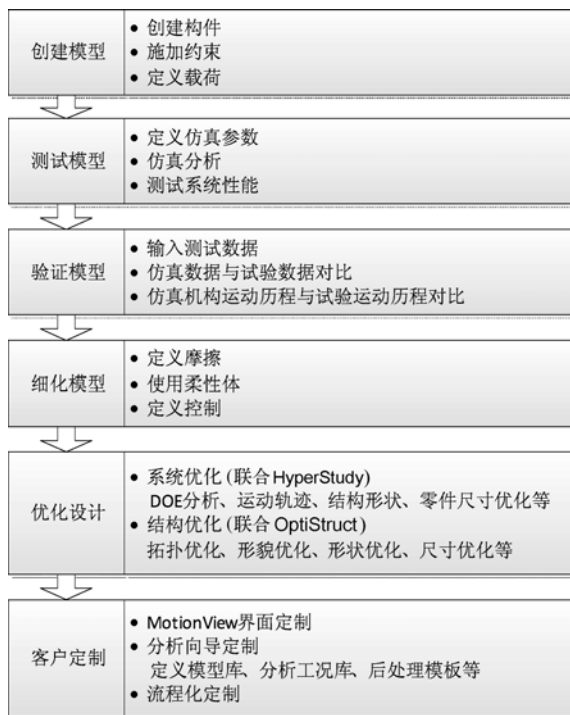 创建模型
• 创建构件
• 施加约束
• 定义载荷
测试模型
• 定义仿真参数
• 仿真分析
• 测试系统性能
验证模型
• 输入测试数据
• 仿真数据与试验数据对比
• 仿真机构运动历程与试验运动历程对比
细化模型
• 定义摩擦
• 使用柔性体
• 定义控制
优化设计
• 系统优化(联合HyperStudy)
DOE分析、运动轨迹、结构形状、零件尺寸优化等
• 结构优化(联合OptiStruct)
拓扑优化、形貌优化、形状优化、尺寸优化等
客户定制
• MotionView界面定制
• 分析向导定制
定义模型库、分析工况库、后处理模板等
• 流程化定制